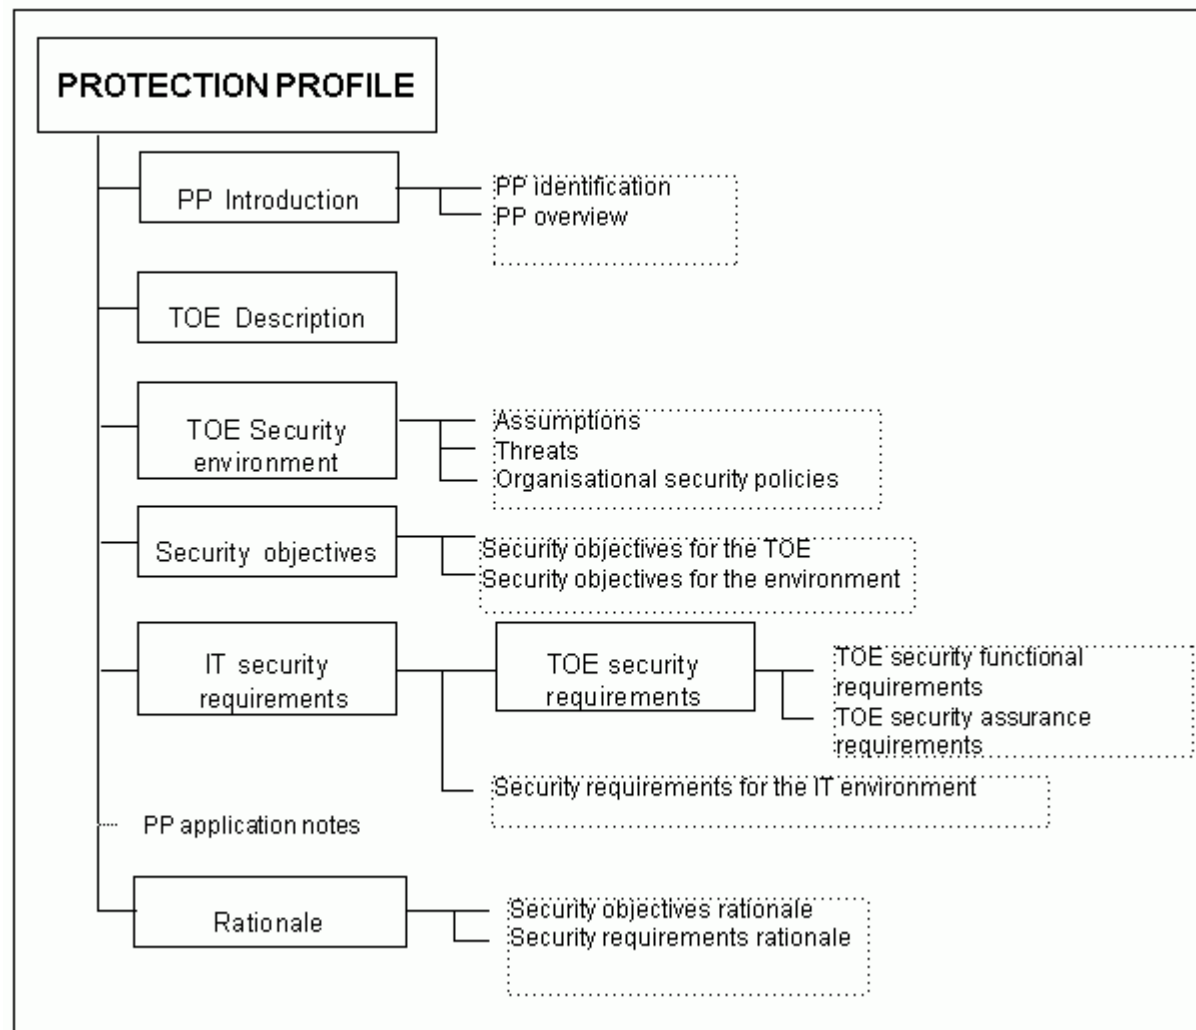 PROTECTION PROFILE
PP Introduction
PP identification
PP overview
TOE Description
TOE Security
environment
Assumptions
Threats
Organisational security policies
Security objectives
Security objectives for the TOE
Security objectives for the environment
IT security
requirements
TOE security
requirements
TOE security functional
requirements
TOE security assurance
requirements
Security requirements for the IT environment
PP application notes
Rationale
Security objectives rationale
Security requirements rationale